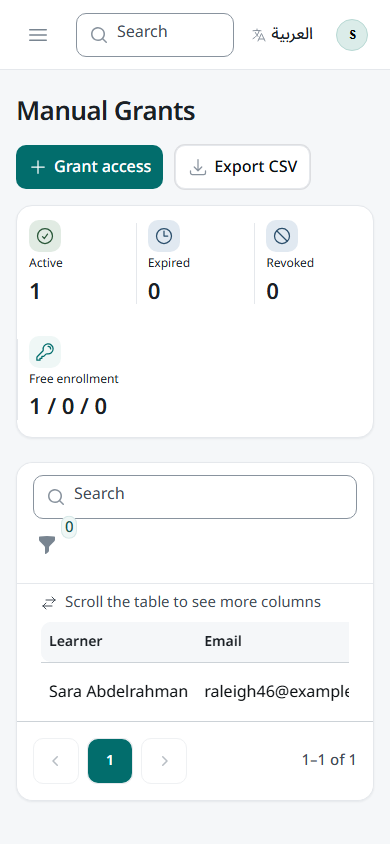 Search
العربية
S
Manual Grants
Grant access
Export CSV
Active
1
Expired
0
Revoked
0
Free enrollment
1 / 0 / 0
Search
0
Scroll the table to see more columns
Learner Email
Sara Abdelrahman raleigh46@example
1
1–1 of 1